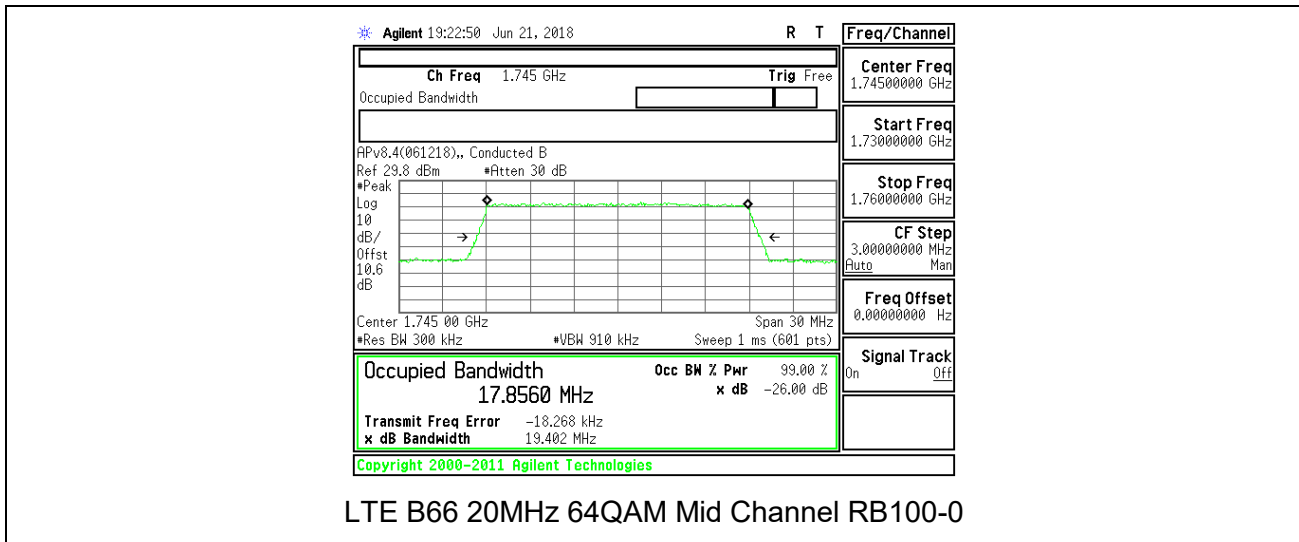 Agilent 19:22:50 Jun 21, 2018 R T
Freq/Channel
Ch Freq 1.745 GHz Trig Free
Occupied Bandwidth
Center Freq
1.74500000 GHz
Start Freq
1.73000000 GHz
Stop Freq
1.76000000 GHz
CF Step
3.00000000 MHz
Auto Man
Freq Offset
0.00000000 Hz
Signal Track
On Off
APv8.4(061218),, Conducted B
Ref 29.8 dBm #Atten 30 dB
#Peak
Log
10
dB/
Offst
10.6
dB
Center 1.745 00 GHz Span 30 MHz
#Res BW 300 kHz #VBW 910 kHz Sweep 1 ms (601 pts)
Occupied Bandwidth Occ BW % Pwr 99.00 %
17.8560 MHz x dB -26.00 dB
Transmit Freq Error -18.268 kHz
x dB Bandwidth 19.402 MHz
Copyright 2000-2011 Agilent Technologies
LTE B66 20MHz 64QAM Mid Channel RB100-0